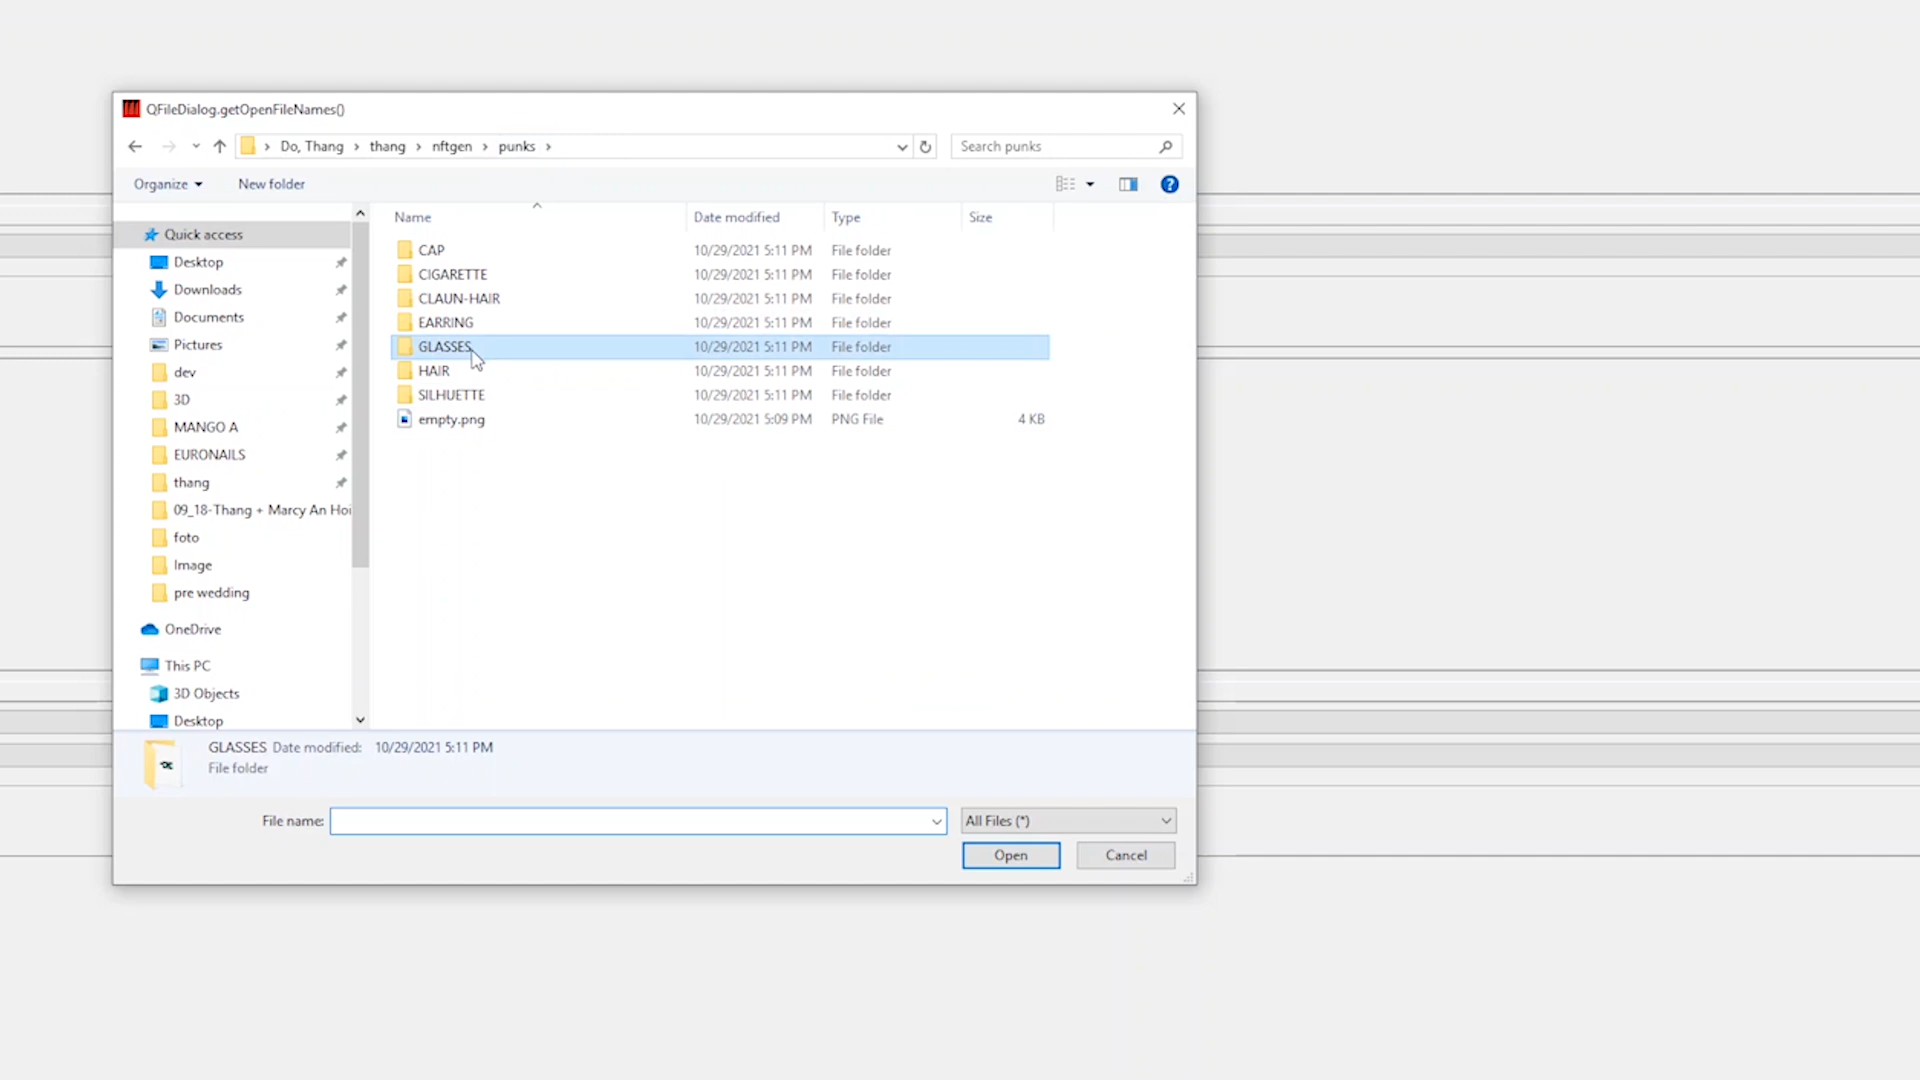 QFileDialog.getOpenFileNames()
Do, Thang > thang > nftgen > punks >
Search punks
Organize
New folder
Name Date modified Type Size
Quick access
Desktop
Downloads
Documents
Pictures
dev
3D
MANGO A
EURONAILS
thang
09_18-Thang + Marcy An Hoi
foto
Image
pre wedding
OneDrive
This PC
3D Objects
Desktop
CAP 10/29/2021 5:11 PM File folder
CIGARETTE 10/29/2021 5:11 PM File folder
CLAUN-HAIR 10/29/2021 5:11 PM File folder
EARRING 10/29/2021 5:11 PM File folder
GLASSES 10/29/2021 5:11 PM File folder
HAIR 10/29/2021 5:11 PM File folder
SILHUETTE 10/29/2021 5:11 PM File folder
empty.png 10/29/2021 5:09 PM PNG File 4 KB
GLASSES Date modified: 10/29/2021 5:11 PM
File folder
File name:
All Files (*)
Open
Cancel